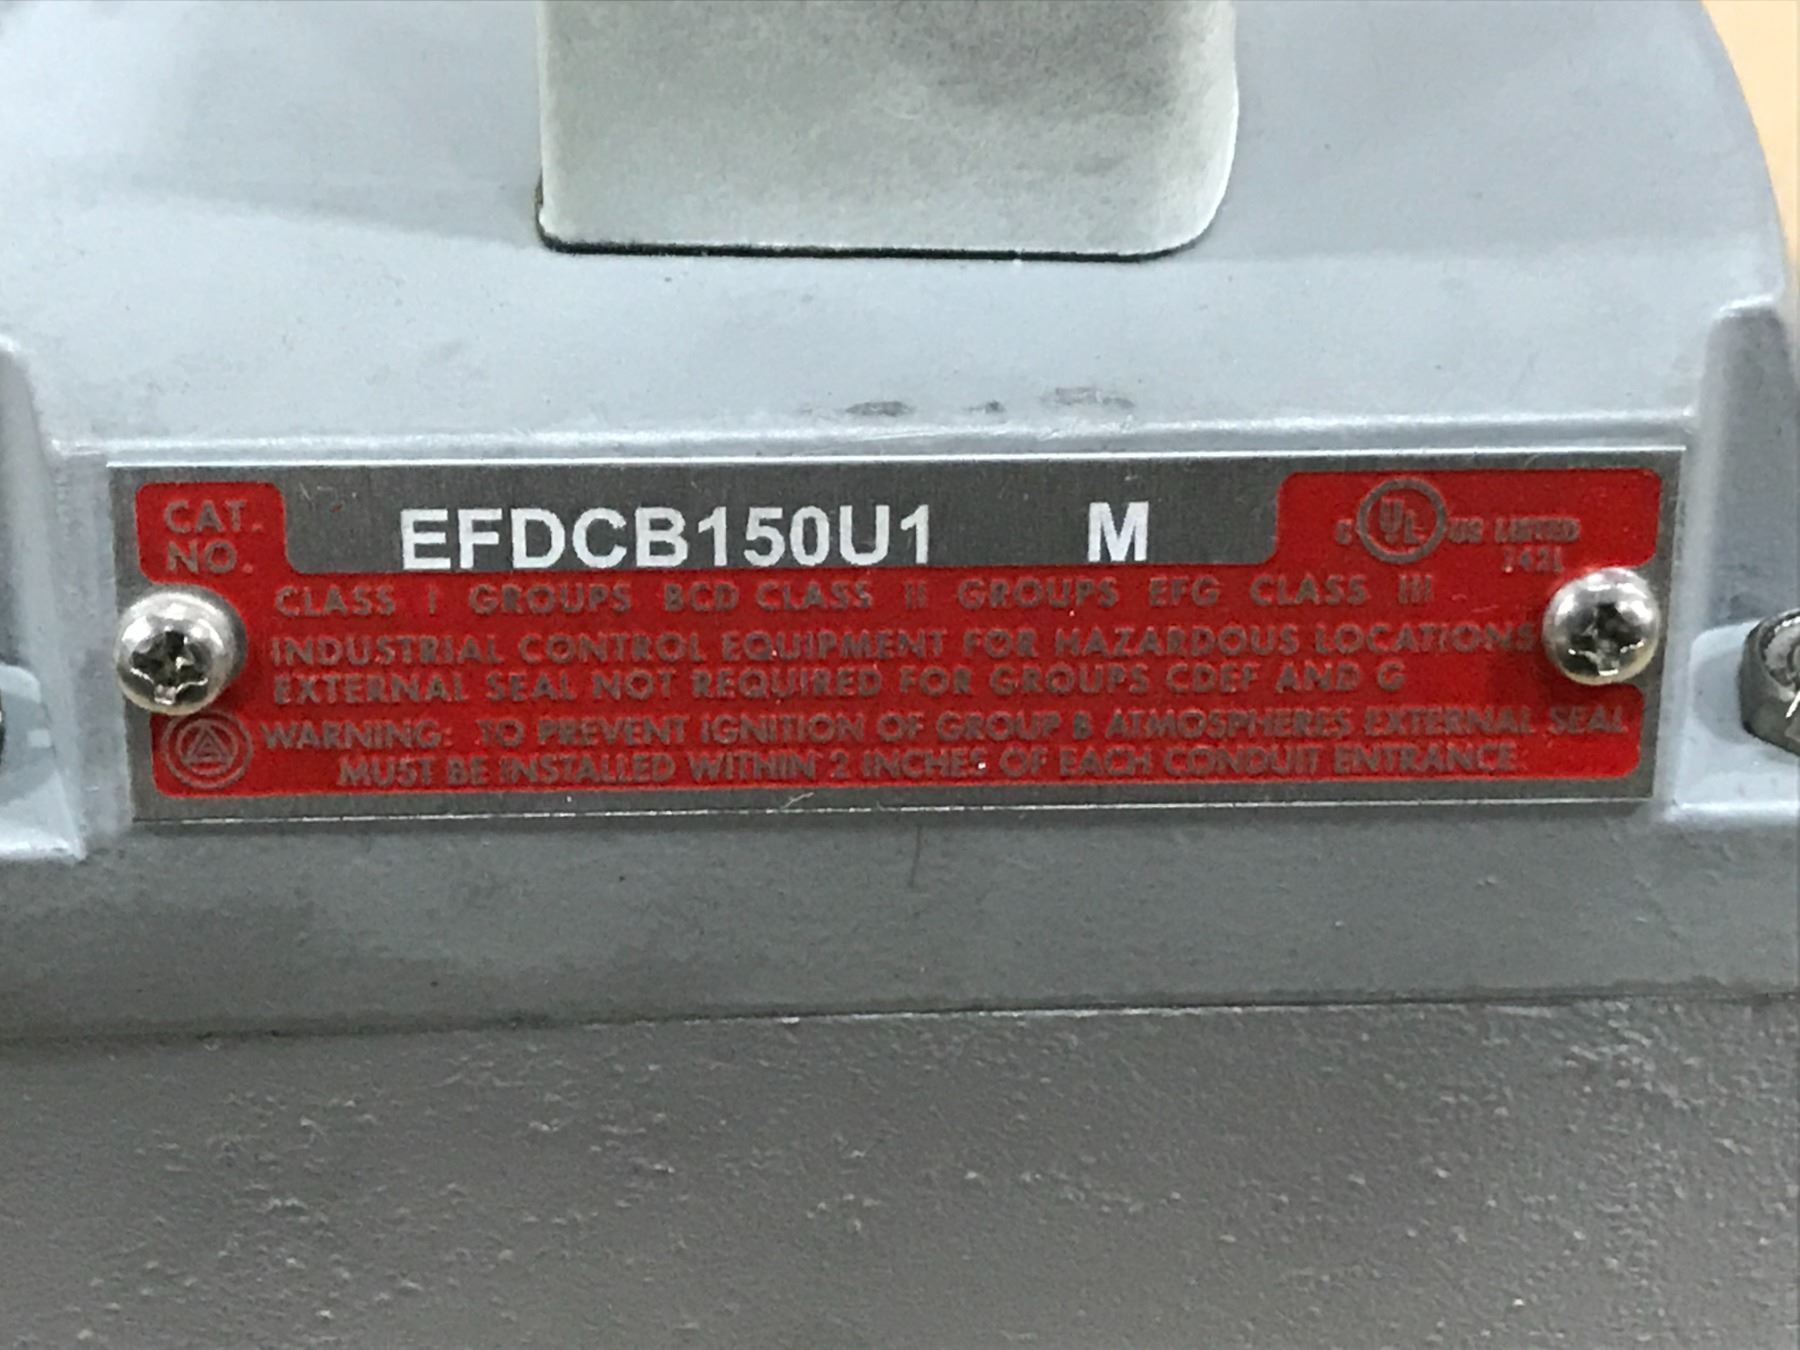 CAT. NO. EFDCB150U1 M C UL US LISTED
CLASS I GROUPS BCD CLASS II GROUPS EFG CLASS III
INDUSTRIAL CONTROL EQUIPMENT FOR HAZARDOUS LOCATIONS
EXTERNAL SEAL NOT REQUIRED FOR GROUPS CDEF AND G
WARNING: TO PREVENT IGNITION OF GROUP B ATMOSPHERES EXTERNAL SEAL
MUST BE INSTALLED WITHIN 2 INCHES OF EACH CONDUIT ENTRANCE